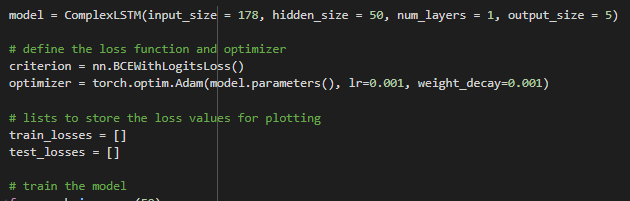 model = ComplexLSTM(input_size = 178, hidden_size = 50, num_layers = 1, output_size = 5)
# define the loss function and optimizer
criterion = nn.BCEWithLogitsLoss()
optimizer = torch.optim.Adam(model.parameters(), lr=0.001, weight_decay=0.001)
# lists to store the loss values for plotting
train_losses = []
test_losses = []
# train the model